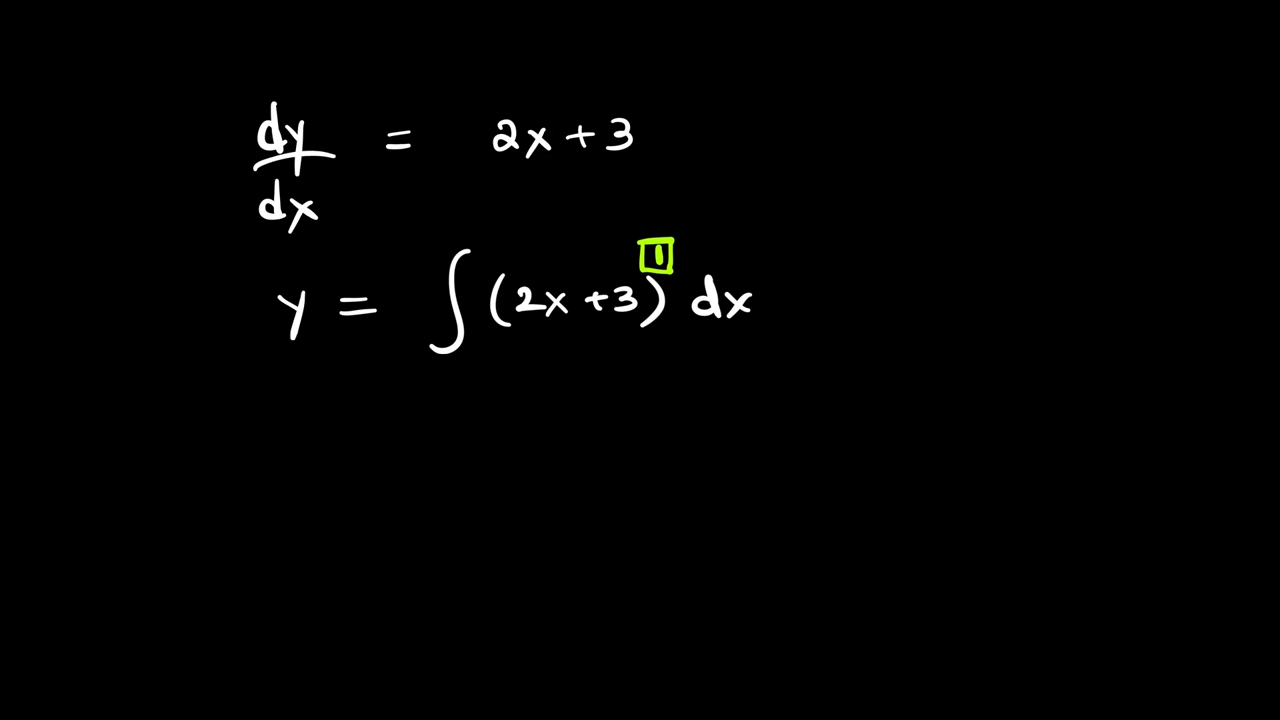 dy/dx = 2x + 3
y = ∫ (2x + 3)¹ dx